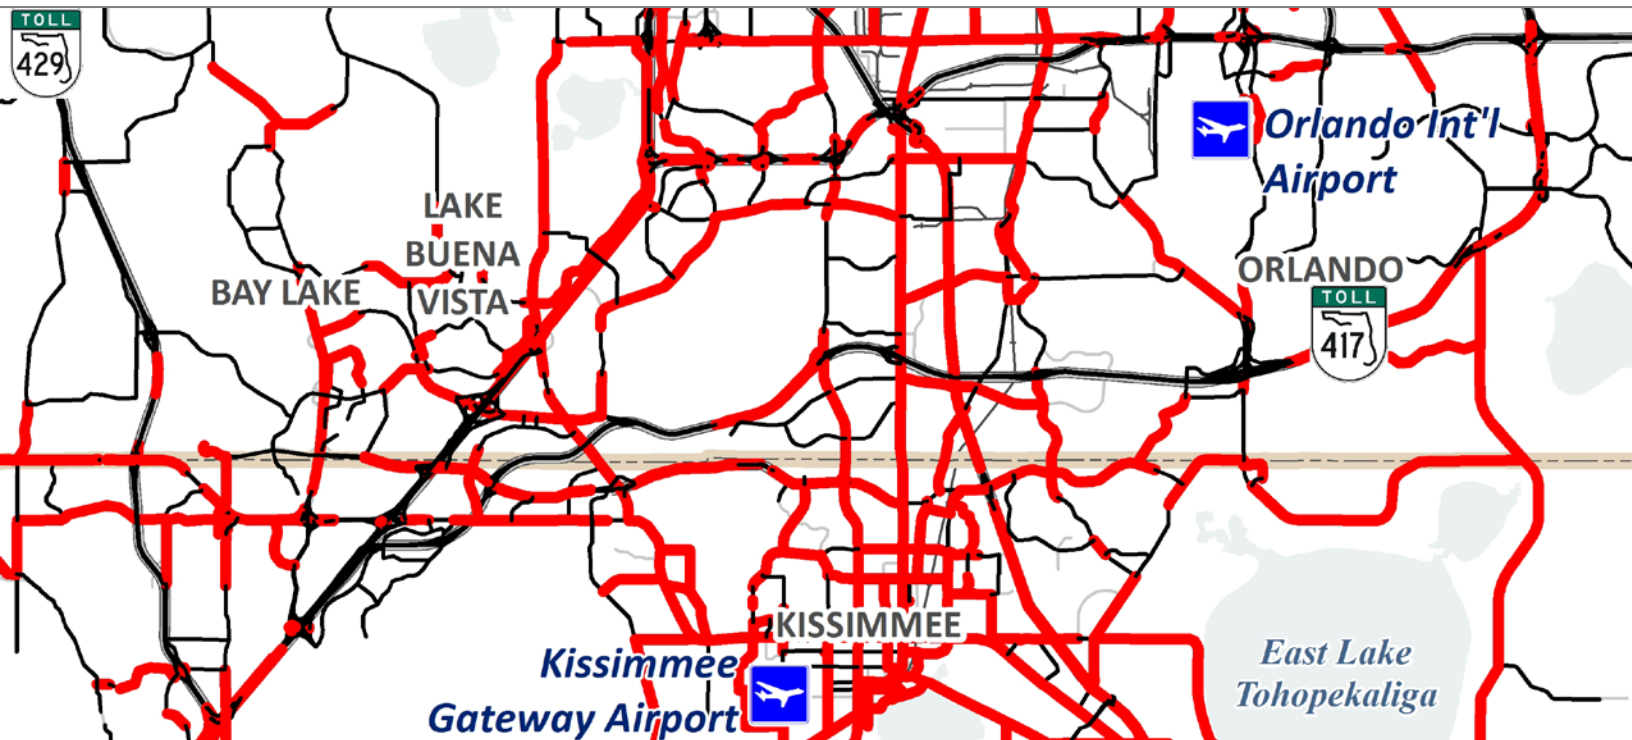 TOLL
429
Orlando Int'l
Airport
LAKE
BUENA
VISTA
BAY LAKE
ORLANDO
TOLL
417
KISSIMMEE
Kissimmee
Gateway Airport
East Lake
Tohopekaliga